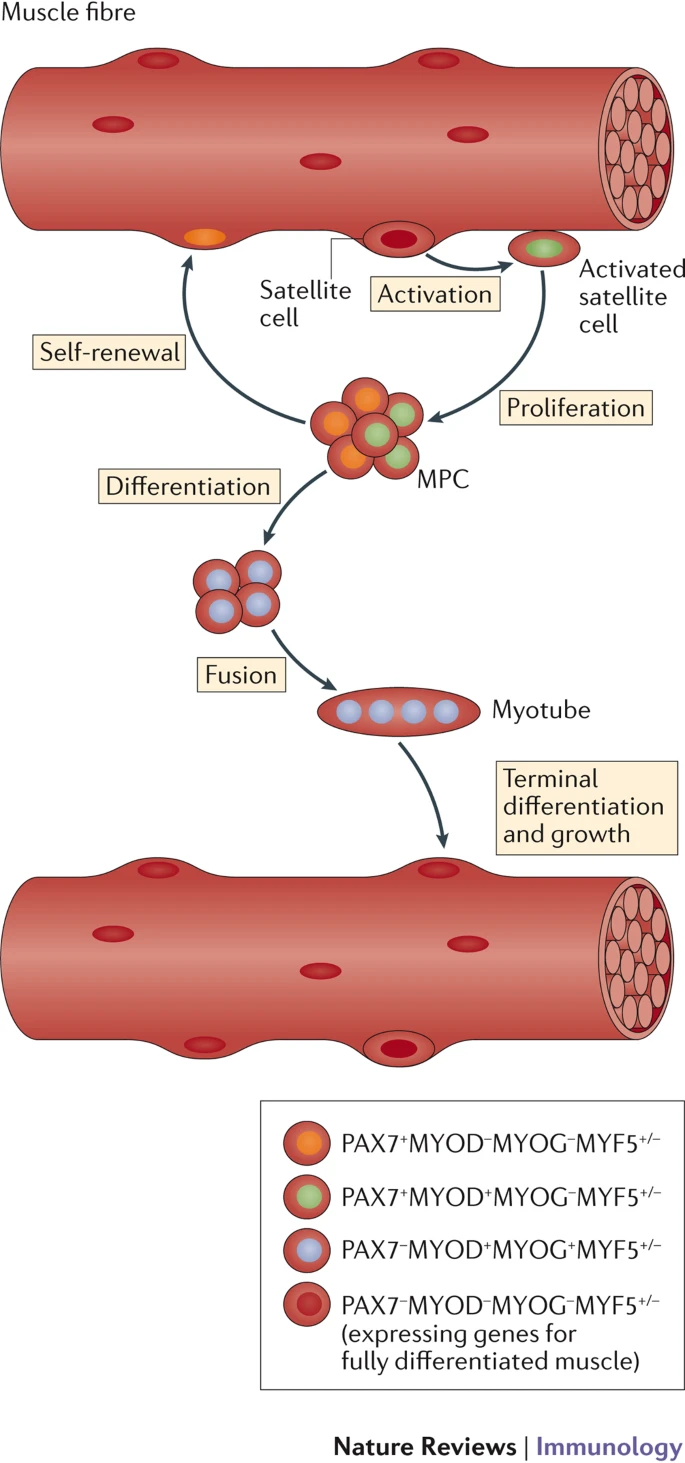 Muscle fibre
Satellite
cell
Activation
Activated
satellite
cell
Self-renewal
Proliferation
MPC
Differentiation
Fusion
Myotube
Terminal
differentiation
and growth
PAX7⁺MYOD⁻MYOG⁻MYF5⁺/⁻
PAX7⁺MYOD⁺MYOG⁻MYF5⁺/⁻
PAX7⁻MYOD⁺MYOG⁺MYF5⁺/⁻
PAX7⁻MYOD⁻MYOG⁻MYF5⁺/⁻
(expressing genes for
fully differentiated muscle)
Nature Reviews | Immunology